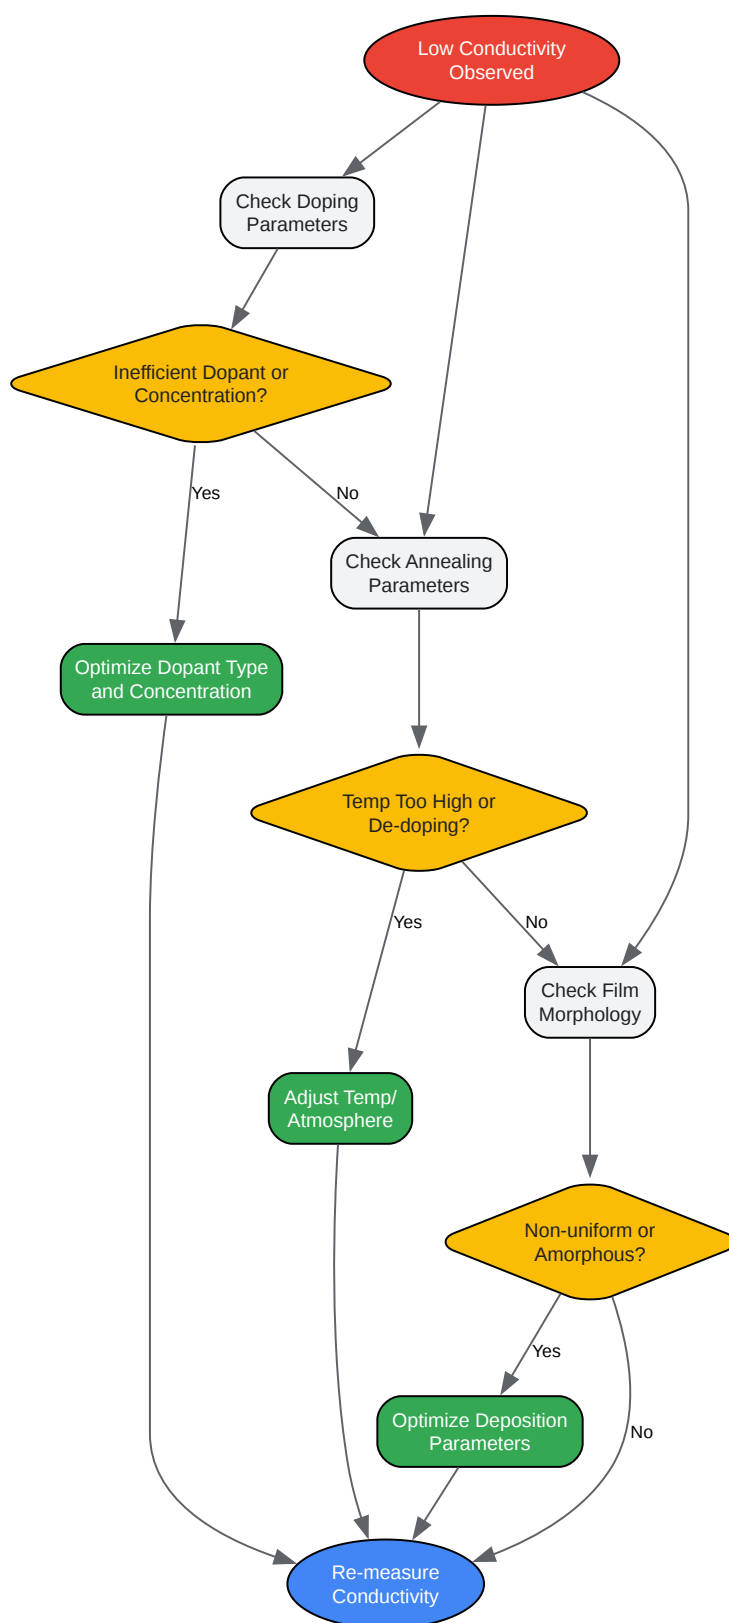 Low Conductivity
Observed
Check Doping
Parameters
Inefficient Dopant or
Concentration?
Yes
No
Check Annealing
Parameters
Optimize Dopant Type
and Concentration
Temp Too High or
De-doping?
Yes
No
Check Film
Morphology
Adjust Temp/
Atmosphere
Non-uniform or
Amorphous?
Yes
Optimize Deposition
Parameters
No
Re-measure
Conductivity